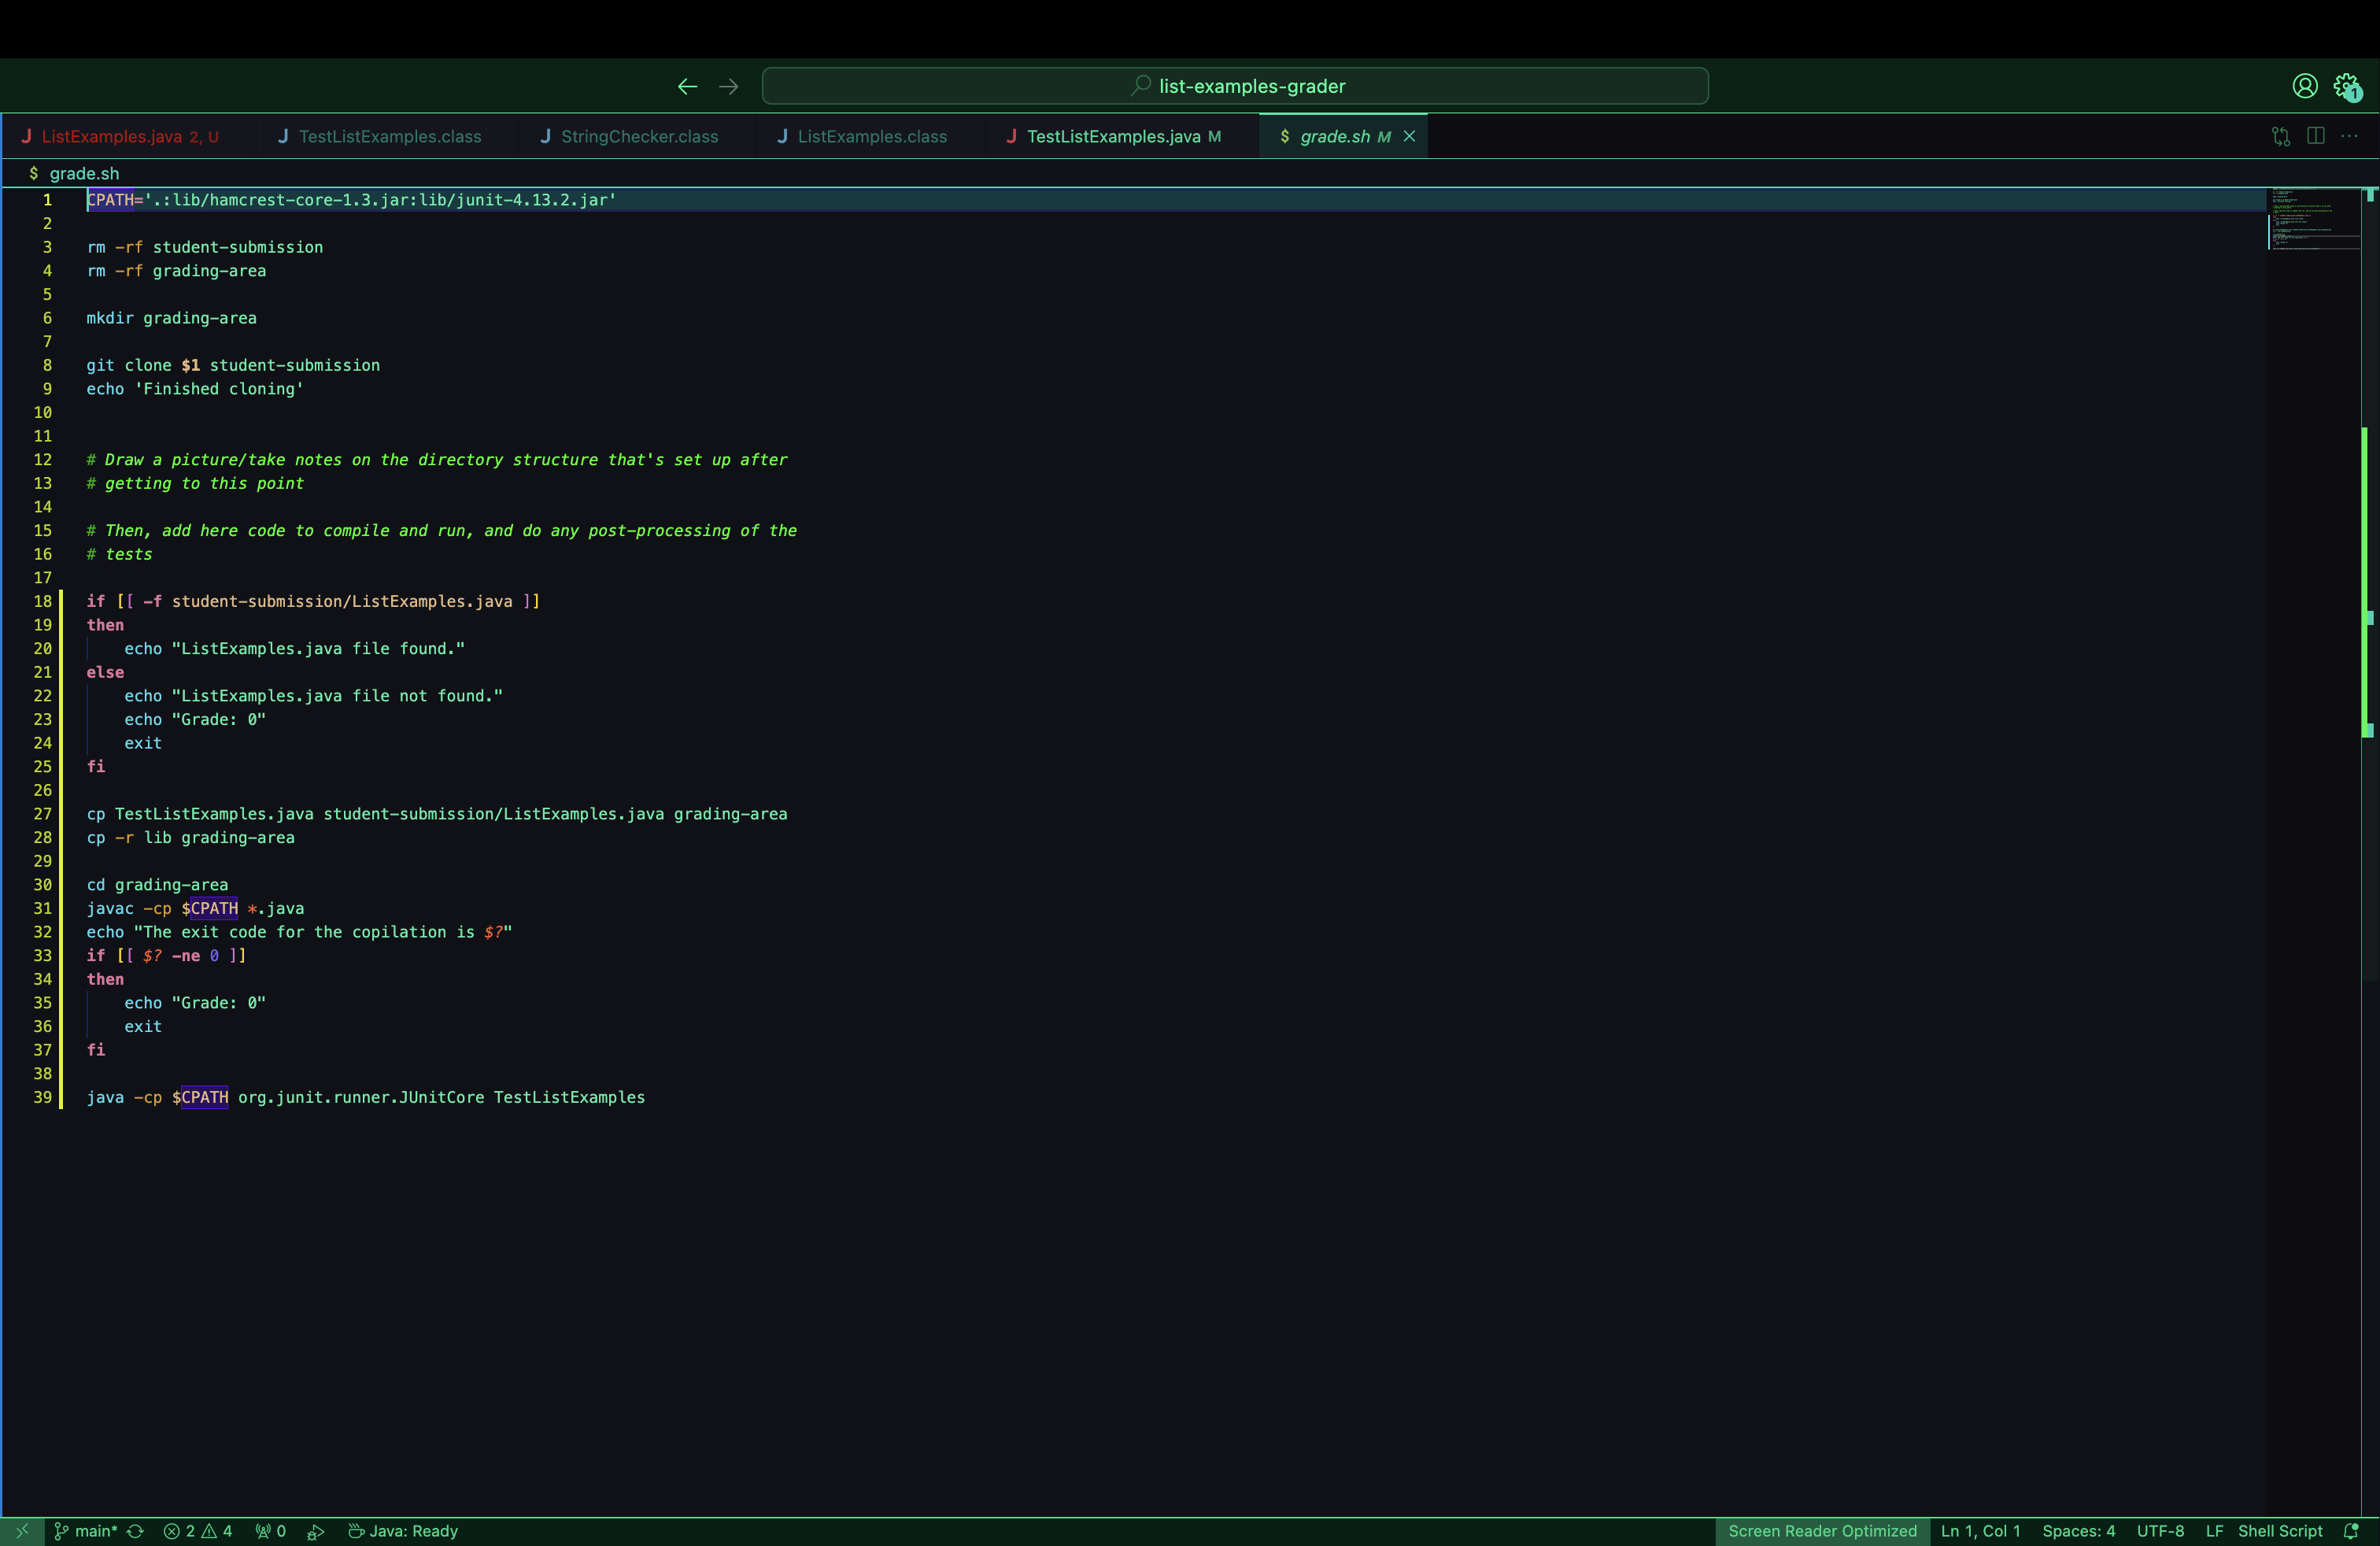 list-examples-grader
1
ListExamples.java 2, U
TestListExamples.class
StringChecker.class
ListExamples.class
TestListExamples.java M
$ grade.sh M
$ grade.sh
1 CPATH='.:lib/hamcrest-core-1.3.jar:lib/junit-4.13.2.jar'
2
3 rm -rf student-submission
4 rm -rf grading-area
5
6 mkdir grading-area
7
8 git clone $1 student-submission
9 echo 'Finished cloning'
10
11
12 # Draw a picture/take notes on the directory structure that's set up after
13 # getting to this point
14
15 # Then, add here code to compile and run, and do any post-processing of the
16 # tests
17
18 if [[ -f student-submission/ListExamples.java ]]
19 then
20     echo "ListExamples.java file found."
21 else
22     echo "ListExamples.java file not found."
23     echo "Grade: 0"
24     exit
25 fi
26
27 cp TestListExamples.java student-submission/ListExamples.java grading-area
28 cp -r lib grading-area
29
30 cd grading-area
31 javac -cp $CPATH *.java
32 echo "The exit code for the copilation is $?"
33 if [[ $? -ne 0 ]]
34 then
35     echo "Grade: 0"
36     exit
37 fi
38
39 java -cp $CPATH org.junit.runner.JUnitCore TestListExamples
main* 2 4 0 Java: Ready Screen Reader Optimized Ln 1, Col 1 Spaces: 4 UTF-8 LF Shell Script